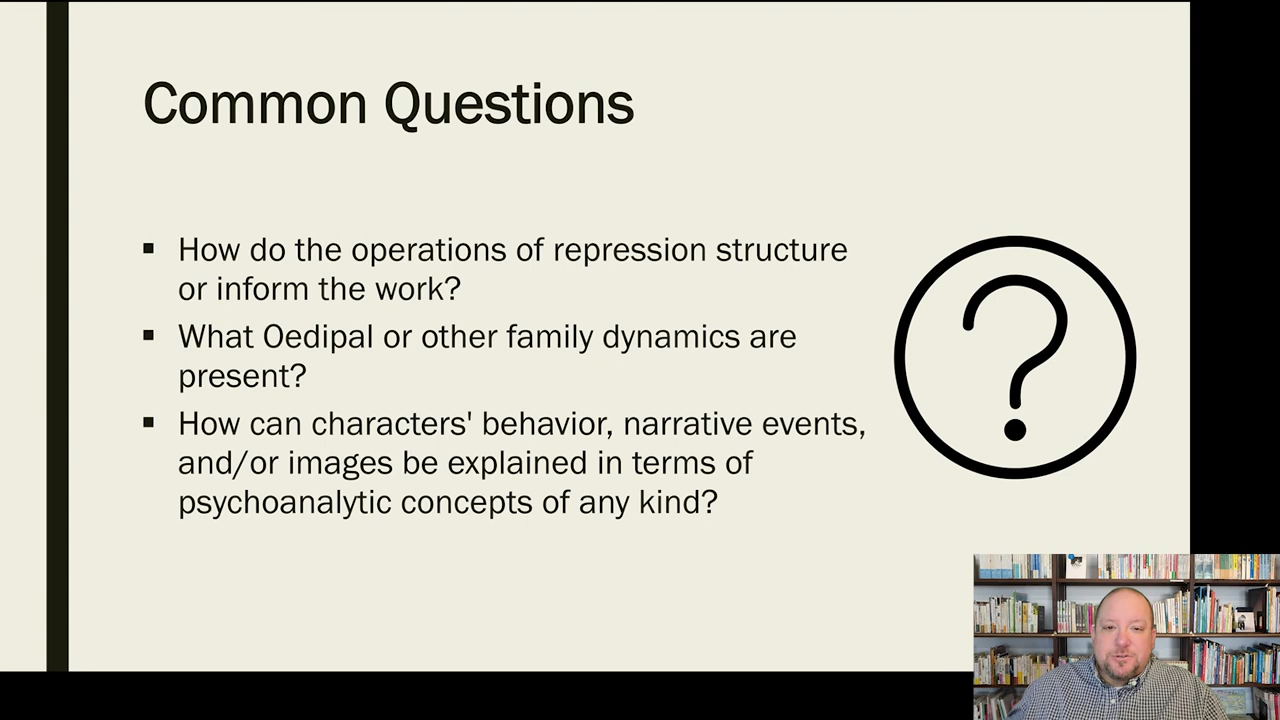 Common Questions
▪ How do the operations of repression structure
or inform the work?
▪ What Oedipal or other family dynamics are
present?
▪ How can characters' behavior, narrative events,
and/or images be explained in terms of
psychoanalytic concepts of any kind?